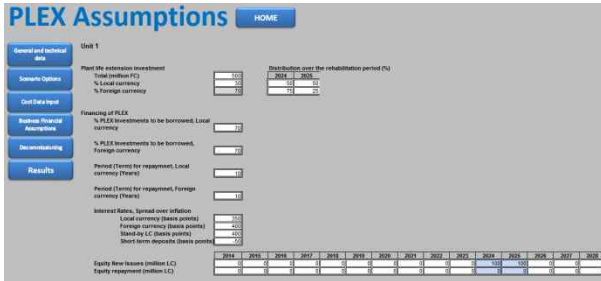 PLEX Assumptions
HOME
General and technical data
Unit 1
Plant life extension investment
Distribution over the rehabilitation period (%)
Total (million FC) 500 2024 2025
% Local currency 50 50
% Foreign currency 70 75 25
Scenario Options
Cost Data Input
Business Financial Assumptions
Decommissioning
Results
Financing of PLEX
% PLEX Investments to be borrowed, Local
currency 70
% PLEX Investments to be borrowed,
Foreign currency 70
Period (Term) for repaymnet, Local
currency (Years) 10
Period (Term) for repaymnet, Foreign
currency (Years) 10
Interest Rates, Spread over inflation
Local currency (basis points) 350
Foreign currency (basis points) 400
Stand-by LC (basis points) 400
Short-term deposits (basis points) -50
2014 2015 2016 2017 2018 2019 2020 2021 2022 2023 2024 2025 2026 2027 2028
Equity New Issues (million LC) 0 0 0 0 0 0 0 0 0 0 100 100 0 0
Equity repayment (million LC) 0 0 0 0 0 0 0 0 0 0 0 0 0 0